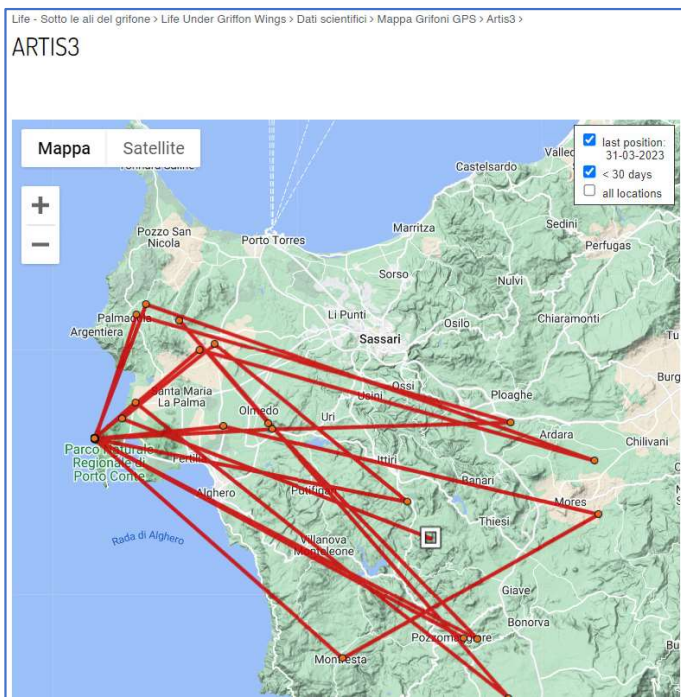 Life - Sotto le ali del grifone > Life Under Griffon Wings > Dati scientifici > Mappa Grifoni GPS > Artis3 >
ARTIS3
Mappa
Satellite
last position:
31-03-2023
< 30 days
all locations
+
−
Castelsardo
Pozzo San
Nicola
Porto Torres
Marritza
Sedini
Perfugas
Sorso
Nulvi
Palmadula
Argentiera
Li Punti
Osilo
Chiaramonti
Sassari
Santa Maria
La Palma
Ossi
Usini
Ploaghe
Olmedo
Uri
Ardara
Chilivani
Parco Naturale
Regionale di
Porto Conte
Fertilia
Ittiri
Banari
Alghero
Putifigari
Mores
Thiesi
Rada di Alghero
Villanova
Monteleone
Giave
Bonorva
Pozzomaggiore
Montresta